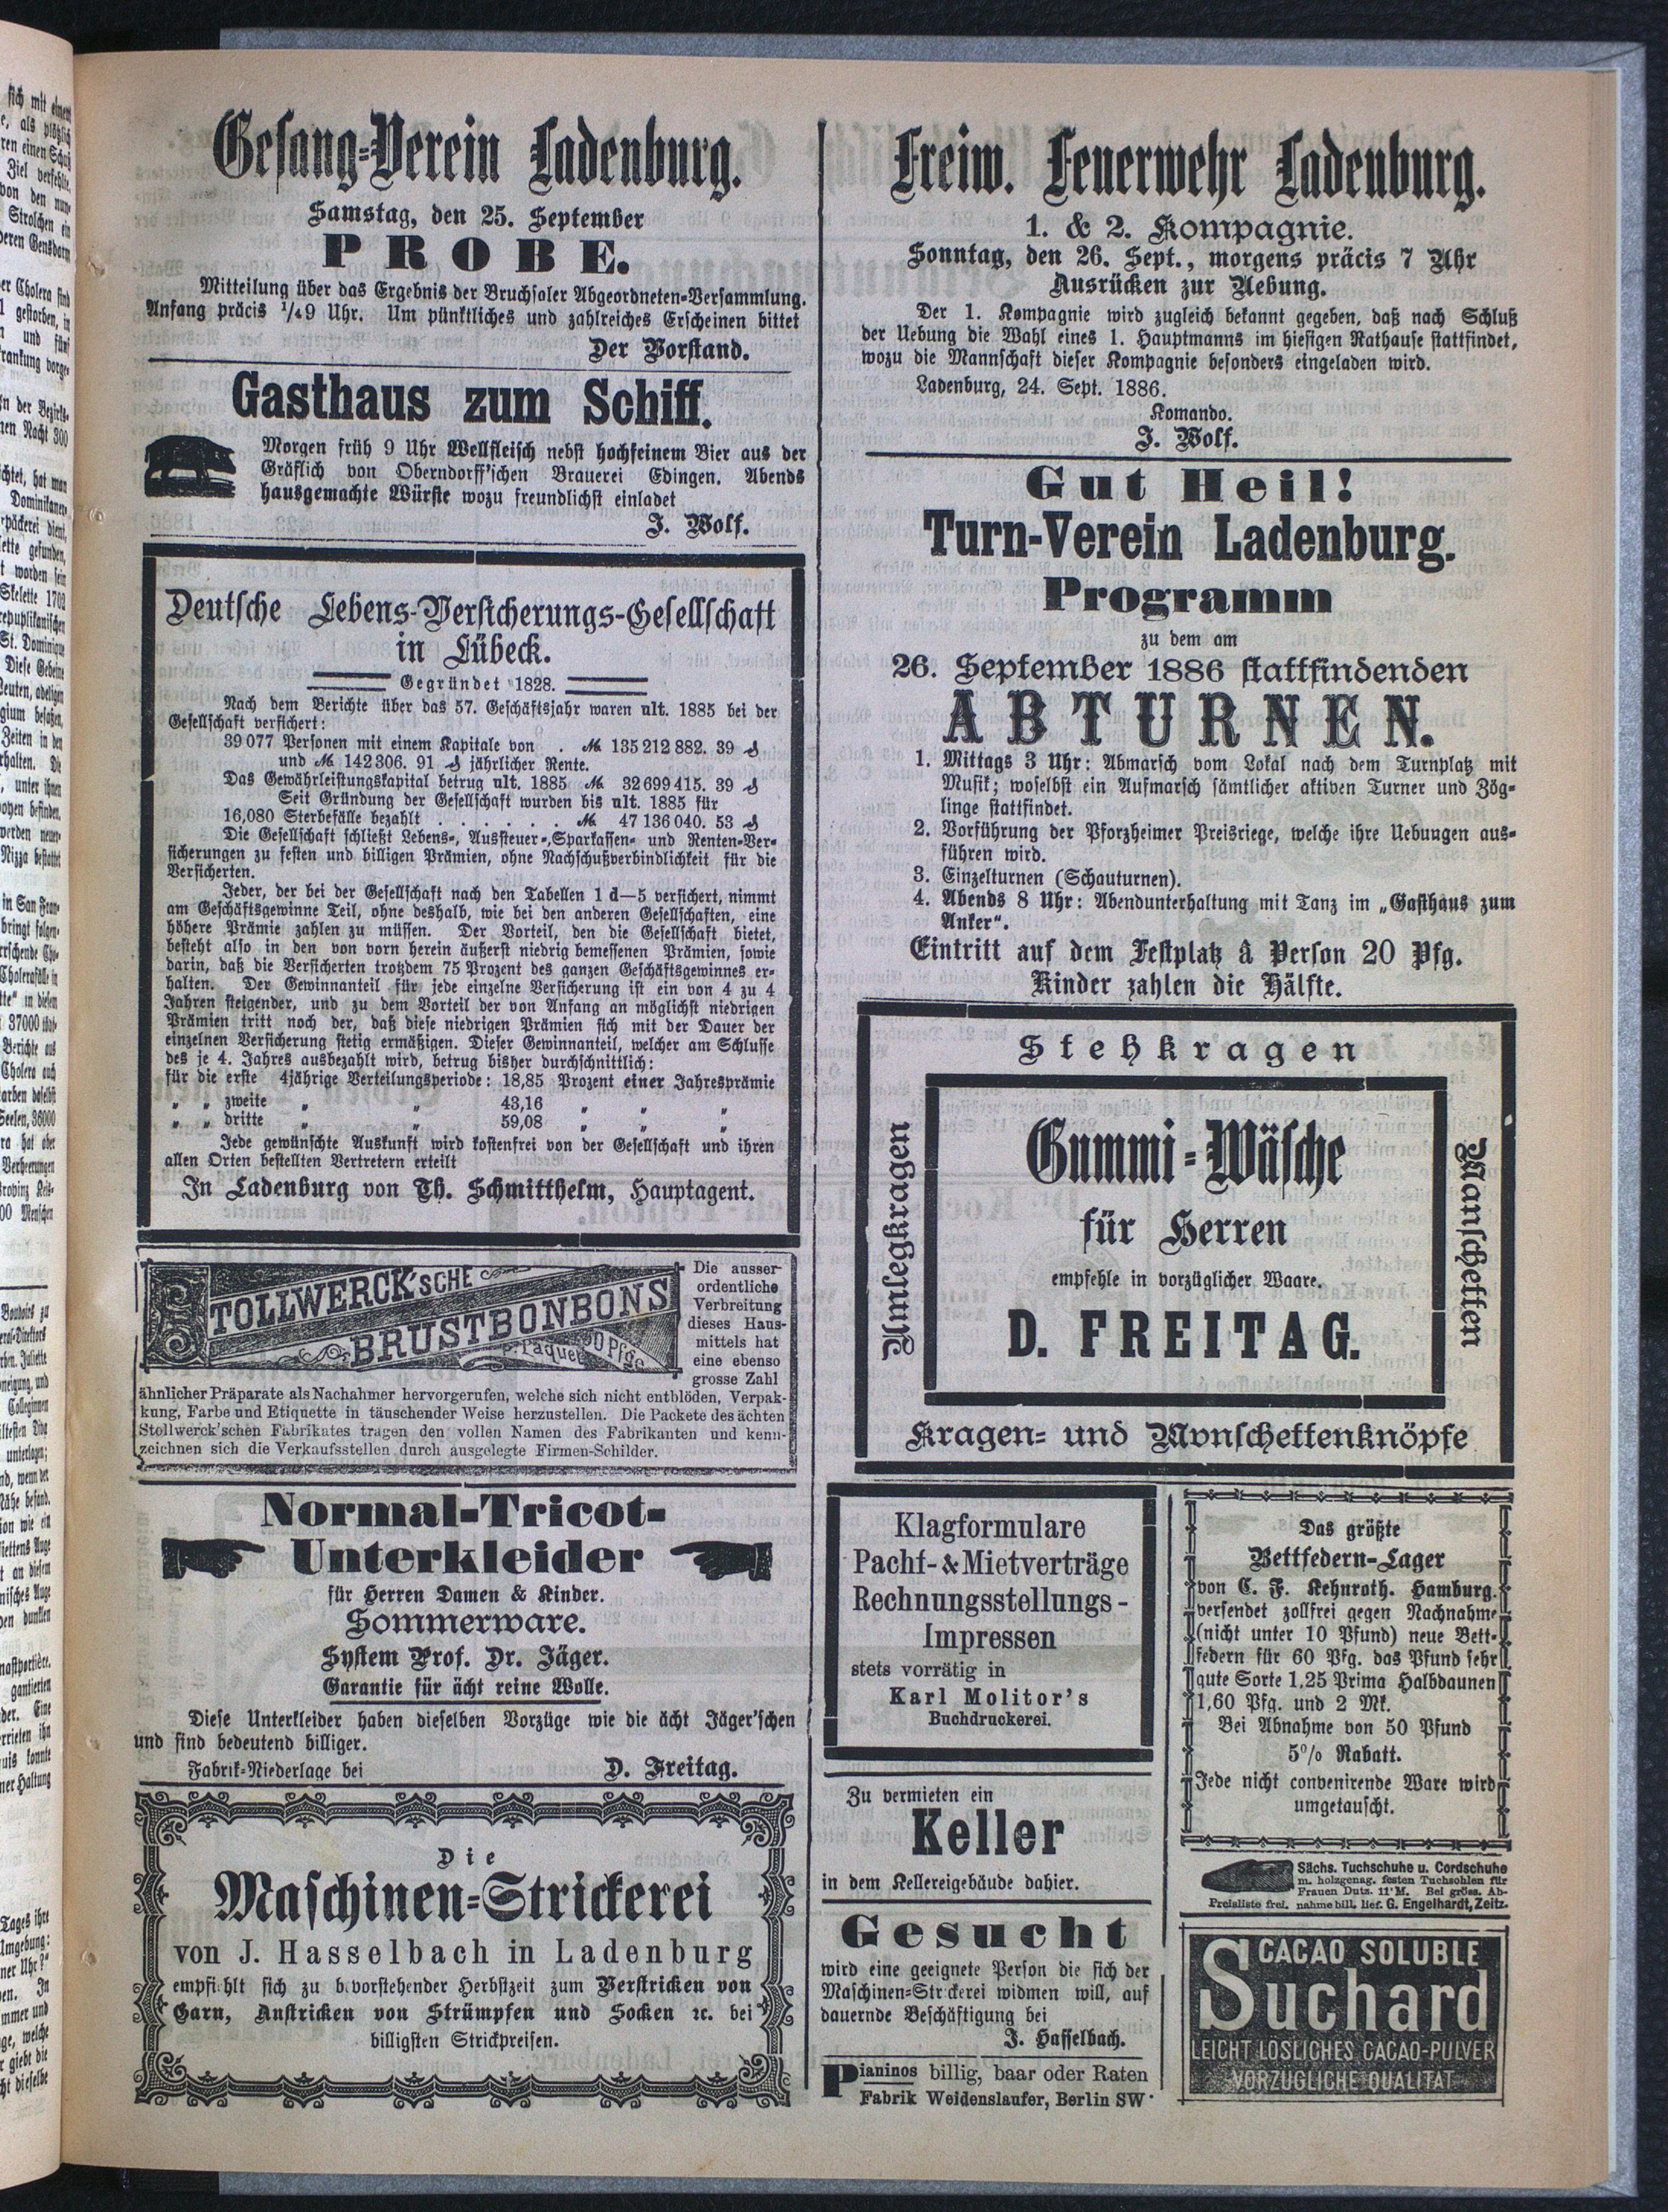 Gesang-Verein Ladenburg.
Samstag, den 25. September
PROBE.
Mitteilung über das Ergebnis der Bruchsaler Abgeordneten-Versammlung.
Anfang präcis 1/49 Uhr. Um pünktliches und zahlreiches Erscheinen bittet
Der Vorstand.
Gasthaus zum Schiff.
Morgen früh 9 Uhr Wellfleisch nebst hochfeinem Bier aus der
Gräflich von Oberndorff'schen Brauerei Edingen. Abends
hausgemachte Würste wozu freundlichst einladet
J. Wolf.
Deutsche Lebens-Versicherungs-Gesellschaft
in Lübeck.
Gegründet 1828.
Nach dem Berichte über das 57. Geschäftsjahr waren ult. 1885 bei der
Gesellschaft versichert:
39077 Personen mit einem Kapitale von . ℳ 135212882. 39 ₰
und ℳ 142306. 91 ₰ jährlicher Rente.
Das Gewährleistungskapital betrug ult. 1885 ℳ 32699415. 39 ₰
Seit Gründung der Gesellschaft wurden bis ult. 1885 für
16,080 Sterbefälle bezahlt . . . . . . ℳ 47136040. 53 ₰
Die Gesellschaft schließt Lebens-, Aussteuer-, Sparkassen- und Renten-Ver-
sicherungen zu festen und billigen Prämien, ohne Nachschußverbindlichkeit für die
Versicherten.
Jeder, der bei der Gesellschaft nach den Tabellen 1 d—5 versichert, nimmt
am Geschäftsgewinne Teil, ohne deshalb, wie bei den anderen Gesellschaften, eine
höhere Prämie zahlen zu müssen. Der Vorteil, den die Gesellschaft bietet,
besteht also in den von vorn herein äußerst niedrig bemessenen Prämien, sowie
darin, daß die Versicherten trotzdem 75 Prozent des ganzen Geschäftsgewinnes er-
halten. Der Gewinnanteil für jede einzelne Versicherung ist ein von 4 zu 4
Jahren steigender, und zu dem Vorteil der von Anfang an möglichst niedrigen
Prämien tritt noch der, daß diese niedrigen Prämien sich mit der Dauer der
einzelnen Versicherung stetig ermäßigen. Dieser Gewinnanteil, welcher am Schlusse
des je 4. Jahres ausbezahlt wird, betrug bisher durchschnittlich:
für die erste 4jährige Verteilungsperiode: 18,85 Prozent einer Jahresprämie
„ „ zweite „ „ 43,16 „ „ „
„ „ dritte „ „ 59,08 „ „ „
Jede gewünschte Auskunft wird kostenfrei von der Gesellschaft und ihren
allen Orten bestellten Vertretern erteilt
In Ladenburg von Th. Schmitthelm, Hauptagent.
STOLLWERCK'SCHE
BRUSTBONBONS
p. Paquet 50 Pfge
Die ausser-
ordentliche
Verbreitung
dieses Haus-
mittels hat
eine ebenso
grosse Zahl
ähnlicher Präparate als Nachahmer hervorgerufen, welche sich nicht entblöden, Verpak-
kung, Farbe und Etiquette in täuschender Weise herzustellen. Die Packete des ächten
Stollwerck'schen Fabrikates tragen den vollen Namen des Fabrikanten und kenn-
zeichnen sich die Verkaufsstellen durch ausgelegte Firmen-Schilder.
Normal-Tricot-
Unterkleider
für Herren Damen & Kinder.
Sommerware.
System Prof. Dr. Jäger.
Garantie für ächt reine Wolle.
Diese Unterkleider haben dieselben Vorzüge wie die ächt Jäger'schen
und sind bedeutend billiger.
Fabrik-Niederlage bei
D. Freitag.
Die
Maschinen-Strickerei
von J. Hasselbach in Ladenburg
empfiehlt sich zu bevorstehender Herbstzeit zum Verstricken von
Garn, Anstricken von Strümpfen und Socken ꝛc. bei
billigsten Strickpreisen.
Freiw. Feuerwehr Ladenburg.
1. & 2. Kompagnie.
Sonntag, den 26. Sept., morgens präcis 7 Uhr
Ausrücken zur Uebung.
Der 1. Kompagnie wird zugleich bekannt gegeben, daß nach Schluß
der Uebung die Wahl eines 1. Hauptmanns im hiesigen Rathause stattfindet,
wozu die Mannschaft dieser Kompagnie besonders eingeladen wird.
Ladenburg, 24. Sept. 1886.
Komando.
J. Wolf.
Gut Heil!
Turn-Verein Ladenburg.
Programm
zu dem am
26. September 1886 stattfindenden
ABTURNEN.
1. Mittags 3 Uhr: Abmarsch vom Lokal nach dem Turnplatz mit
Musik; woselbst ein Aufmarsch sämtlicher aktiven Turner und Zög-
linge stattfindet.
2. Vorführung der Pforzheimer Preisriege, welche ihre Uebungen aus-
führen wird.
3. Einzelturnen (Schauturnen).
4. Abends 8 Uhr: Abendunterhaltung mit Tanz im „Gasthaus zum
Anker“.
Eintritt auf dem Festplatz â Person 20 Pfg.
Kinder zahlen die Hälfte.
Stehkragen
Umlegkragen
Gummi-Wäsche
für Herren
empfehle in vorzüglicher Waare.
D. FREITAG.
Manschetten
Kragen- und Monschettenknöpfe
Klagformulare
Pacht- & Mietverträge
Rechnungsstellungs-
Impressen
stets vorrätig in
Karl Molitor's
Buchdruckerei.
Zu vermieten ein
Keller
in dem Kellereigebäude dahier.
Gesucht
wird eine geeignete Person die sich der
Maschinen-Strickerei widmen will, auf
dauernde Beschäftigung bei
J. Hasselbach.
Pianinos billig, baar oder Raten
Fabrik Weidenslaufer, Berlin SW.
Das größte
Bettfedern-Lager
von C. F. Kehnroth. Hamburg.
versendet zollfrei gegen Nachnahme
(nicht unter 10 Pfund) neue Bett-
federn für 60 Pfg. das Pfund sehr
gute Sorte 1,25 Prima Halbdaunen
1,60 Pfg. und 2 Mk.
Bei Abnahme von 50 Pfund
5% Rabatt.
Jede nicht convenirende Ware wird
umgetauscht.
Sächs. Tuchschuhe u. Cordschuhe
m. holzgenag. festen Tuchsohlen für
Frauen Dutz. 11' M. Bei gröss. Ab-
Preisliste frei. nahme bill. lief. G. Engelhardt, Zeitz.
CACAO SOLUBLE
Suchard
LEICHT LÖSLICHES CACAO-PULVER
VORZÜGLICHE QUALITÄT